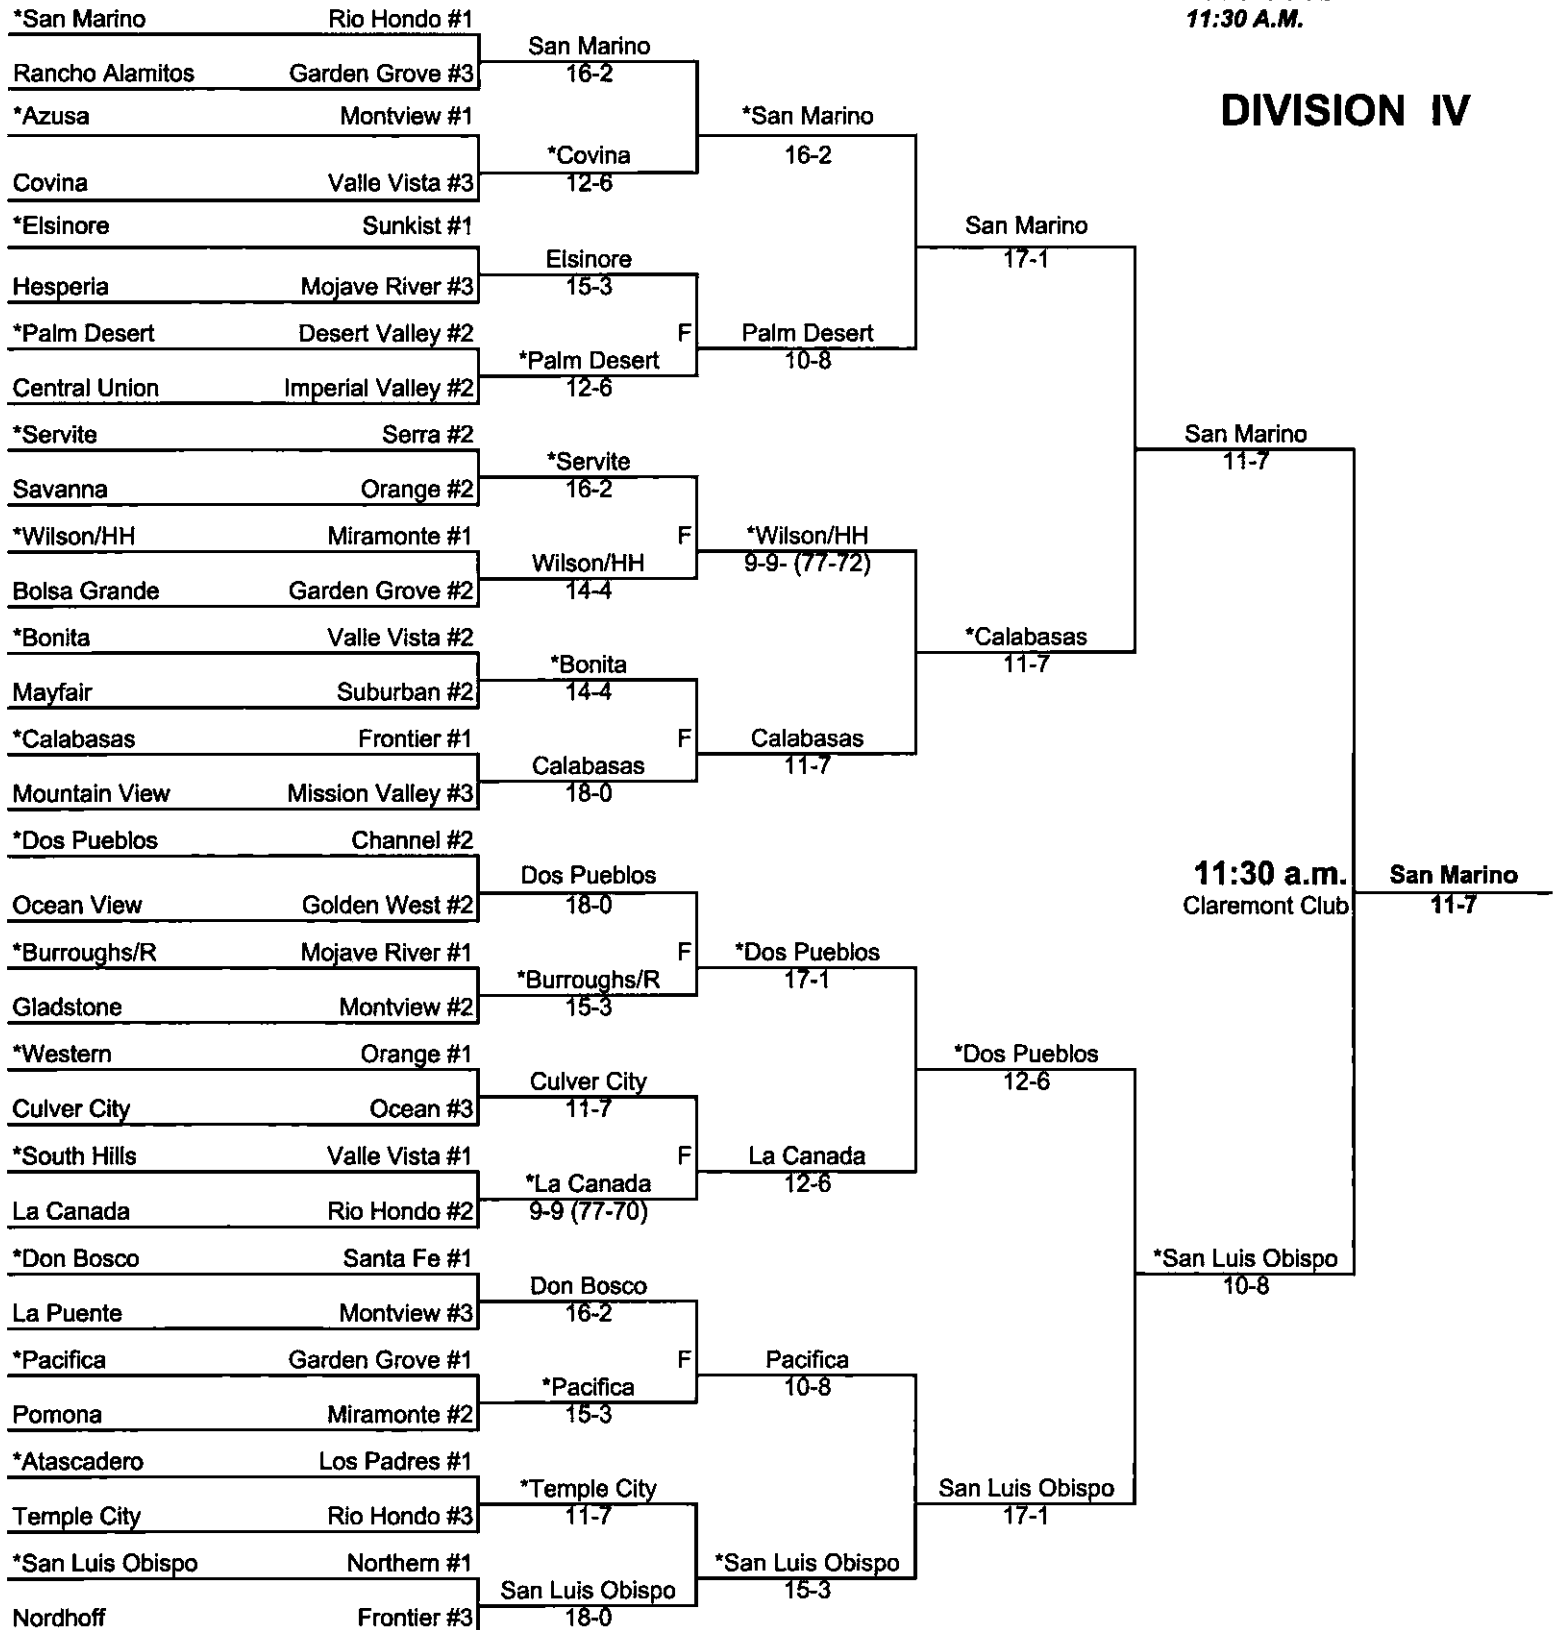 11:30 A.M.
DIVISION IV
*San Marino Rio Hondo #1
Rancho Alamitos Garden Grove #3
*Azusa Montview #1
Covina Valle Vista #3
*Elsinore Sunkist #1
Hesperia Mojave River #3
*Palm Desert Desert Valley #2
Central Union Imperial Valley #2
*Servite Serra #2
Savanna Orange #2
*Wilson/HH Miramonte #1
Bolsa Grande Garden Grove #2
*Bonita Valle Vista #2
Mayfair Suburban #2
*Calabasas Frontier #1
Mountain View Mission Valley #3
*Dos Pueblos Channel #2
Ocean View Golden West #2
*Burroughs/R Mojave River #1
Gladstone Montview #2
*Western Orange #1
Culver City Ocean #3
*South Hills Valle Vista #1
La Canada Rio Hondo #2
*Don Bosco Santa Fe #1
La Puente Montview #3
*Pacifica Garden Grove #1
Pomona Miramonte #2
*Atascadero Los Padres #1
Temple City Rio Hondo #3
*San Luis Obispo Northern #1
Nordhoff Frontier #3
San Marino
16-2
*Covina
12-6
Elsinore
15-3
F
*Palm Desert
12-6
*Servite
16-2
F
Wilson/HH
14-4
*Bonita
14-4
F
Calabasas
18-0
Dos Pueblos
18-0
F
*Burroughs/R
15-3
Culver City
11-7
F
*La Canada
9-9 (77-70)
Don Bosco
16-2
F
*Pacifica
15-3
*Temple City
11-7
San Luis Obispo
18-0
*San Marino
16-2
Palm Desert
10-8
*Wilson/HH
9-9- (77-72)
Calabasas
11-7
*Dos Pueblos
17-1
La Canada
12-6
Pacifica
10-8
*San Luis Obispo
15-3
San Marino
17-1
*Calabasas
11-7
*Dos Pueblos
12-6
San Luis Obispo
17-1
San Marino
11-7
*San Luis Obispo
10-8
11:30 a.m.
Claremont Club
San Marino
11-7